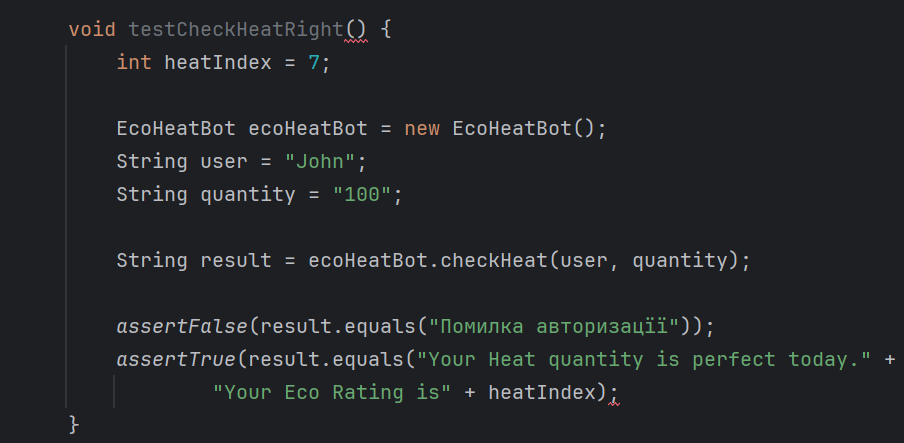 void testCheckHeatRight() {
int heatIndex = 7;
EcoHeatBot ecoHeatBot = new EcoHeatBot();
String user = "John";
String quantity = "100";
String result = ecoHeatBot.checkHeat(user, quantity);
assertFalse(result.equals("Помилка авторизації"));
assertTrue(result.equals("Your Heat quantity is perfect today." +
"Your Eco Rating is" + heatIndex);
}